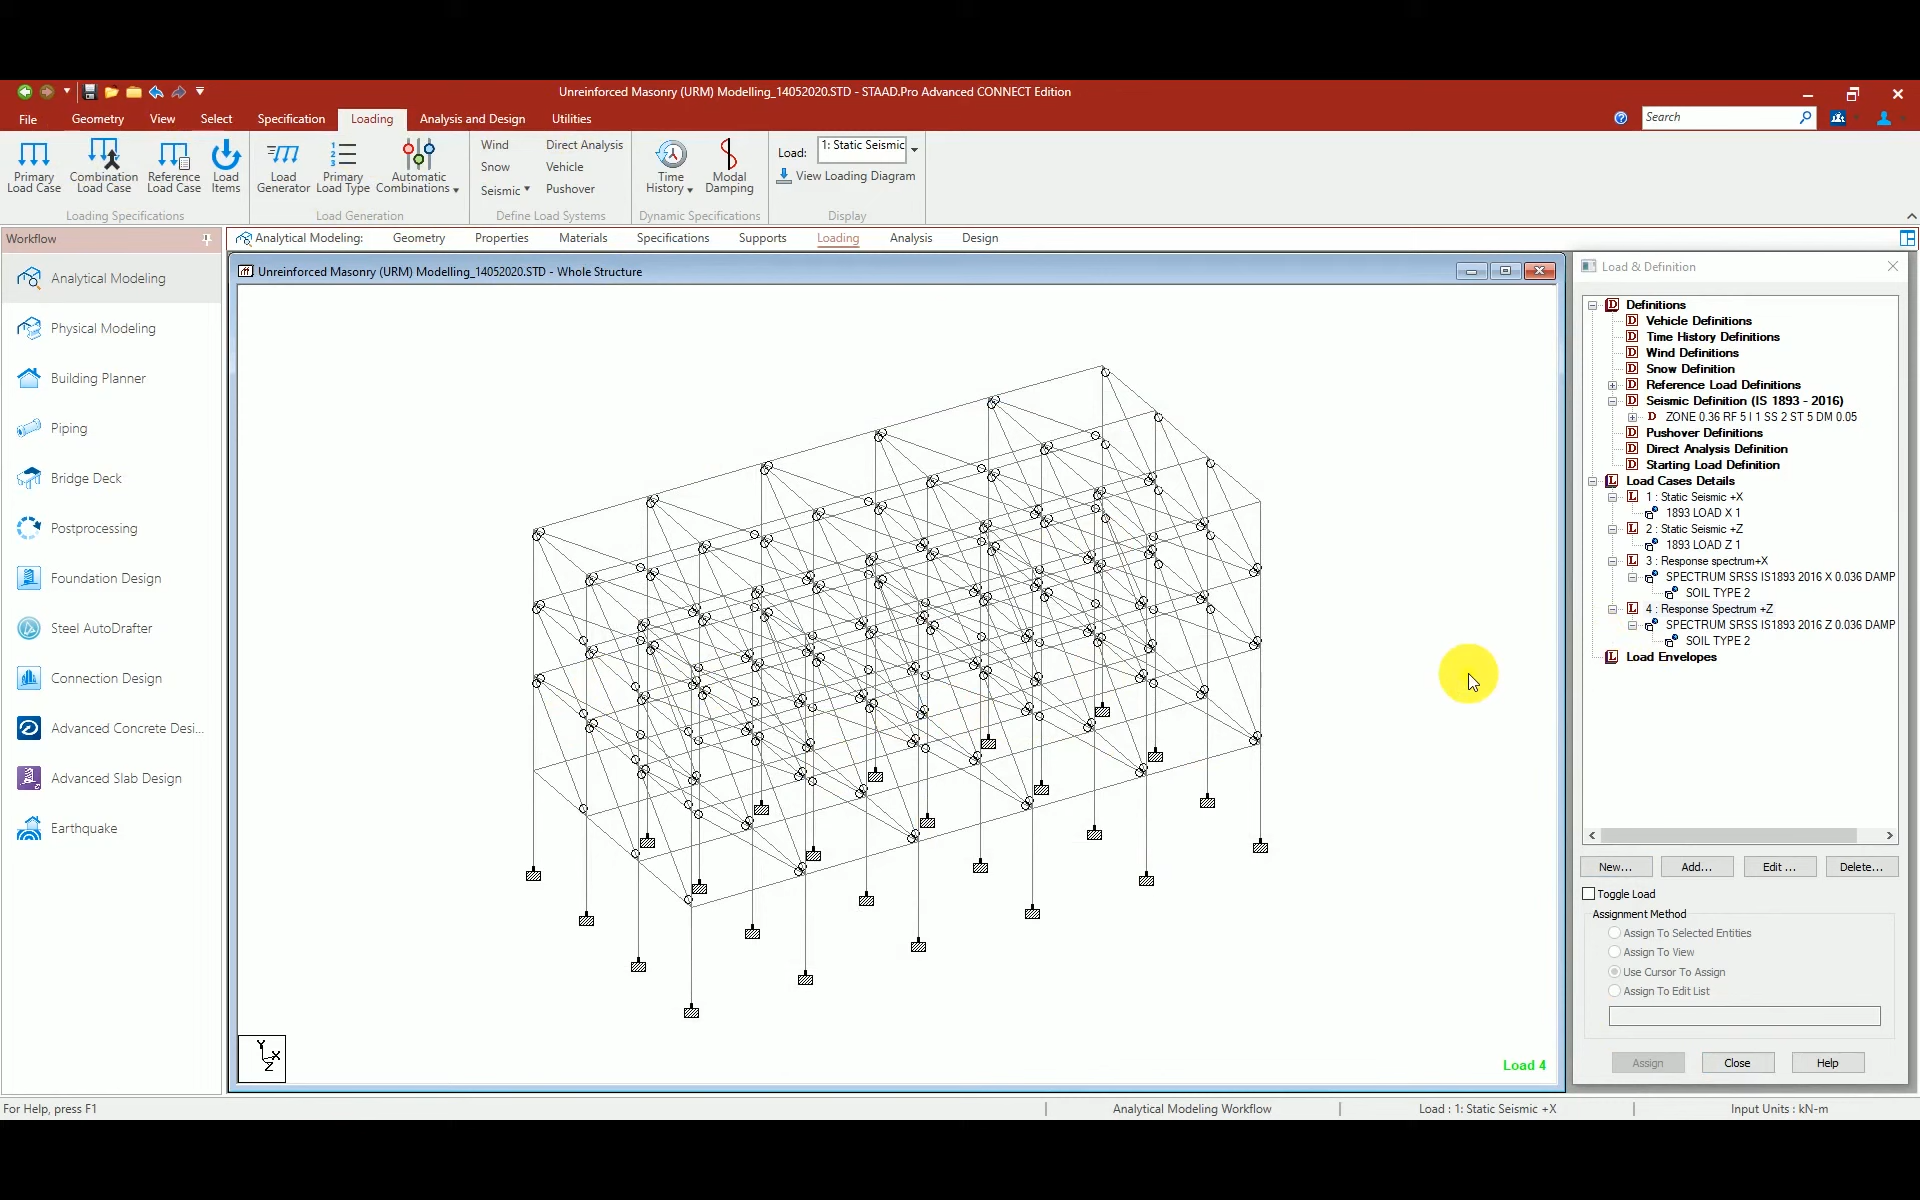 Unreinforced Masonry (URM) Modelling_14052020.STD - STAAD.Pro Advanced CONNECT Edition
File Geometry View Select Specification Loading Analysis and Design Utilities
Search
Primary Load Case
Combination Load Case
Reference Load Case
Load Items
Loading Specifications
Load Generator
Primary Load Type
Automatic Combinations
Load Generation
Wind
Snow
Seismic
Direct Analysis
Vehicle
Pushover
Define Load Systems
Time History
Modal Damping
Dynamic Specifications
Load: 1: Static Seismic
View Loading Diagram
Display
Workflow
Analytical Modeling
Physical Modeling
Building Planner
Piping
Bridge Deck
Postprocessing
Foundation Design
Steel AutoDrafter
Connection Design
Advanced Concrete Desi...
Advanced Slab Design
Earthquake
Analytical Modeling: Geometry Properties Materials Specifications Supports Loading Analysis Design
Unreinforced Masonry (URM) Modelling_14052020.STD - Whole Structure
Y
X
Z
Load 4
Load & Definition
Definitions
Vehicle Definitions
Time History Definitions
Wind Definitions
Snow Definition
Reference Load Definitions
Seismic Definition (IS 1893 - 2016)
ZONE 0.36 RF 5 I 1 SS 2 ST 5 DM 0.05
Pushover Definitions
Direct Analysis Definition
Starting Load Definition
Load Cases Details
1 : Static Seismic +X
1893 LOAD X 1
2 : Static Seismic +Z
1893 LOAD Z 1
3 : Response spectrum+X
SPECTRUM SRSS IS1893 2016 X 0.036 DAMP
SOIL TYPE 2
4 : Response Spectrum +Z
SPECTRUM SRSS IS1893 2016 Z 0.036 DAMP
SOIL TYPE 2
Load Envelopes
New... Add... Edit ... Delete...
Toggle Load
Assignment Method
Assign To Selected Entities
Assign To View
Use Cursor To Assign
Assign To Edit List
Assign Close Help
For Help, press F1
Analytical Modeling Workflow
Load : 1: Static Seismic +X
Input Units : kN-m